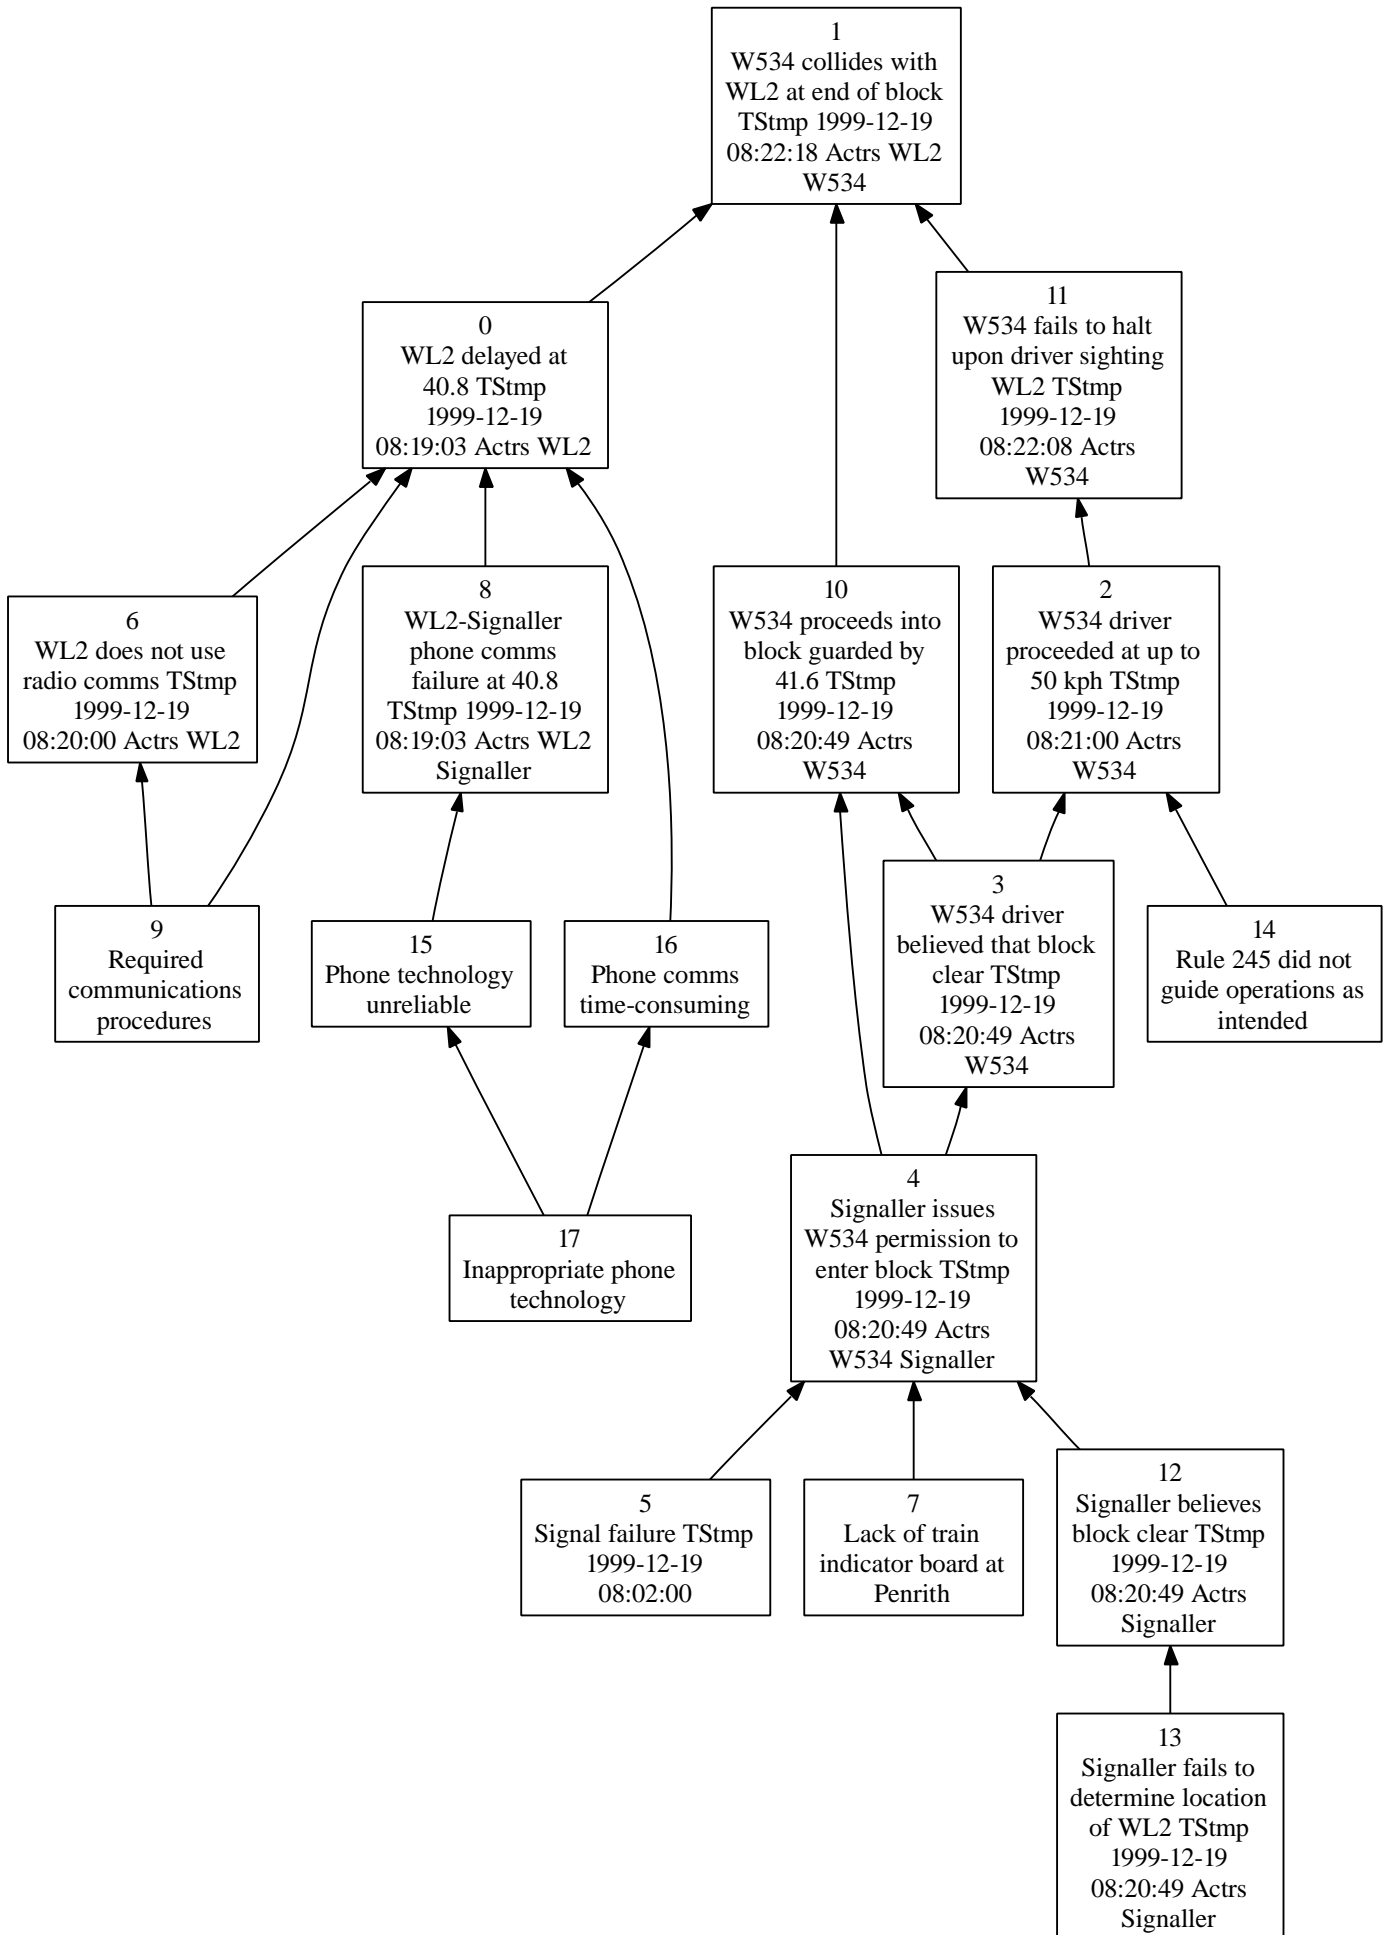 1
W534 collides with
WL2 at end of block
TStmp 1999-12-19
08:22:18 Actrs WL2
W534
0
WL2 delayed at
40.8 TStmp
1999-12-19
08:19:03 Actrs WL2
11
W534 fails to halt
upon driver sighting
WL2 TStmp
1999-12-19
08:22:08 Actrs
W534
6
WL2 does not use
radio comms TStmp
1999-12-19
08:20:00 Actrs WL2
8
WL2-Signaller
phone comms
failure at 40.8
TStmp 1999-12-19
08:19:03 Actrs WL2
Signaller
10
W534 proceeds into
block guarded by
41.6 TStmp
1999-12-19
08:20:49 Actrs
W534
2
W534 driver
proceeded at up to
50 kph TStmp
1999-12-19
08:21:00 Actrs
W534
9
Required
communications
procedures
15
Phone technology
unreliable
16
Phone comms
time-consuming
3
W534 driver
believed that block
clear TStmp
1999-12-19
08:20:49 Actrs
W534
14
Rule 245 did not
guide operations as
intended
17
Inappropriate phone
technology
4
Signaller issues
W534 permission to
enter block TStmp
1999-12-19
08:20:49 Actrs
W534 Signaller
5
Signal failure TStmp
1999-12-19
08:02:00
7
Lack of train
indicator board at
Penrith
12
Signaller believes
block clear TStmp
1999-12-19
08:20:49 Actrs
Signaller
13
Signaller fails to
determine location
of WL2 TStmp
1999-12-19
08:20:49 Actrs
Signaller